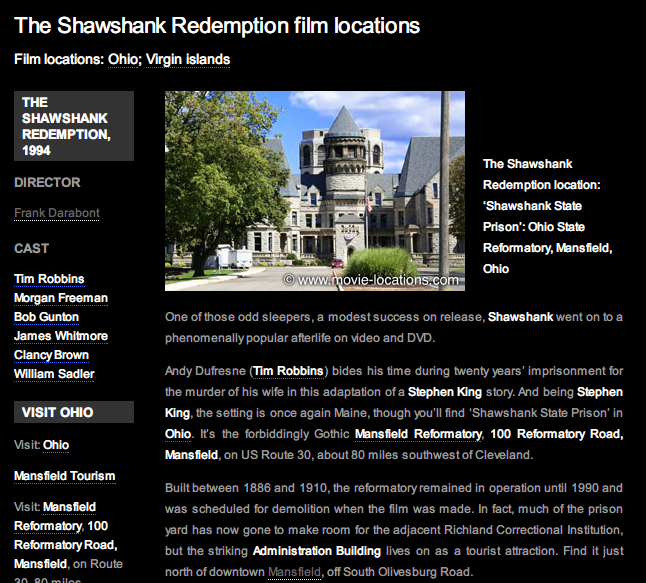 The Shawshank Redemption film locations
Film locations: Ohio; Virgin islands
THE
SHAWSHANK
REDEMPTION,
1994
DIRECTOR
Frank Darabont
CAST
Tim Robbins
Morgan Freeman
Bob Gunton
James Whitmore
Clancy Brown
William Sadler
VISIT OHIO
Visit: Ohio
Mansfield Tourism
Visit: Mansfield
Reformatory, 100
Reformatory Road,
Mansfield, on Route
30, 80 miles
© www.movie-locations.com
The Shawshank
Redemption location:
‘Shawshank State
Prison’: Ohio State
Reformatory, Mansfield,
Ohio
One of those odd sleepers, a modest success on release, Shawshank went on to a
phenomenally popular afterlife on video and DVD.
Andy Dufresne (Tim Robbins) bides his time during twenty years’ imprisonment for
the murder of his wife in this adaptation of a Stephen King story. And being Stephen
King, the setting is once again Maine, though you’ll find ‘Shawshank State Prison’ in
Ohio. It’s the forbiddingly Gothic Mansfield Reformatory, 100 Reformatory Road,
Mansfield, on US Route 30, about 80 miles southwest of Cleveland.
Built between 1886 and 1910, the reformatory remained in operation until 1990 and
was scheduled for demolition when the film was made. In fact, much of the prison
yard has now gone to make room for the adjacent Richland Correctional Institution,
but the striking Administration Building lives on as a tourist attraction. Find it just
north of downtown Mansfield, off South Olivesburg Road.